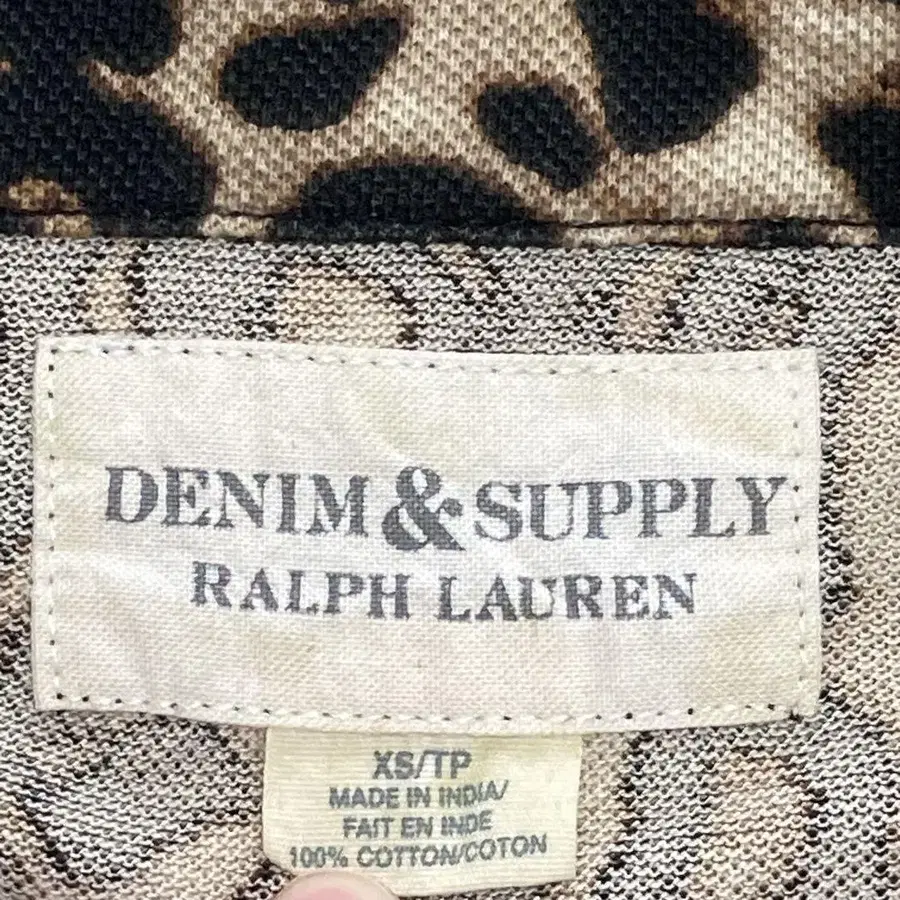 DENIM & SUPPLY
RALPH LAUREN
XS/TP
MADE IN INDIA/
FAIT EN INDE
100% COTTON/COTON